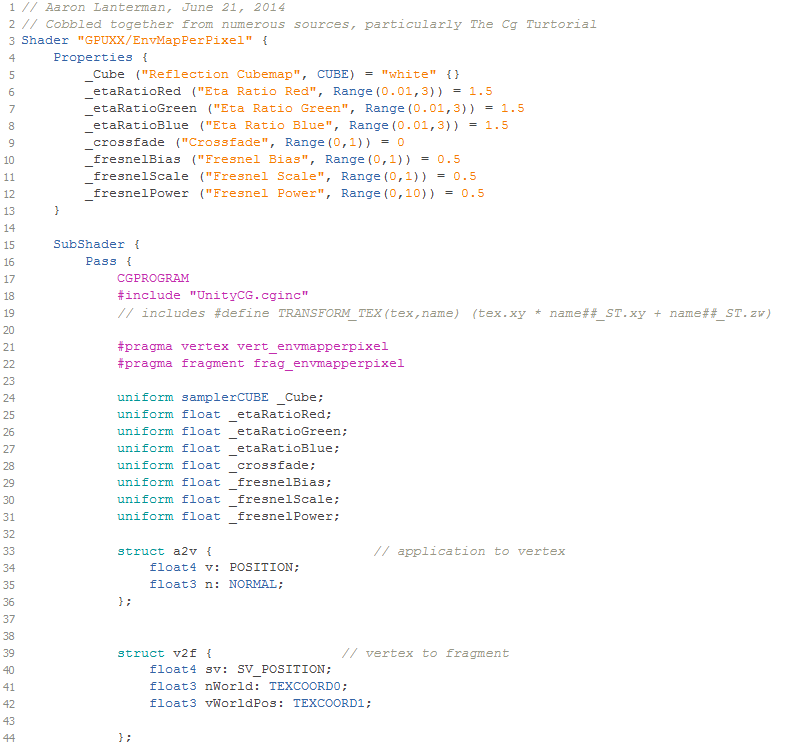 1 // Aaron Lanterman, June 21, 2014
2 // Cobbled together from numerous sources, particularly The Cg Turtorial
3 Shader "GPUXX/EnvMapPerPixel" {
4     Properties {
5         _Cube ("Reflection Cubemap", CUBE) = "white" {}
6         _etaRatioRed ("Eta Ratio Red", Range(0.01,3)) = 1.5
7         _etaRatioGreen ("Eta Ratio Green", Range(0.01,3)) = 1.5
8         _etaRatioBlue ("Eta Ratio Blue", Range(0.01,3)) = 1.5
9         _crossfade ("Crossfade", Range(0,1)) = 0
10         _fresnelBias ("Fresnel Bias", Range(0,1)) = 0.5
11         _fresnelScale ("Fresnel Scale", Range(0,1)) = 0.5
12         _fresnelPower ("Fresnel Power", Range(0,10)) = 0.5
13     }
14
15     SubShader {
16         Pass {
17             CGPROGRAM
18             #include "UnityCG.cginc"
19             // includes #define TRANSFORM_TEX(tex,name) (tex.xy * name##_ST.xy + name##_ST.zw)
20
21             #pragma vertex vert_envmapperpixel
22             #pragma fragment frag_envmapperpixel
23
24             uniform samplerCUBE _Cube;
25             uniform float _etaRatioRed;
26             uniform float _etaRatioGreen;
27             uniform float _etaRatioBlue;
28             uniform float _crossfade;
29             uniform float _fresnelBias;
30             uniform float _fresnelScale;
31             uniform float _fresnelPower;
32
33             struct a2v {                    // application to vertex
34                 float4 v: POSITION;
35                 float3 n: NORMAL;
36             };
37
38
39             struct v2f {                // vertex to fragment
40                 float4 sv: SV_POSITION;
41                 float3 nWorld: TEXCOORD0;
42                 float3 vWorldPos: TEXCOORD1;
43
44             };